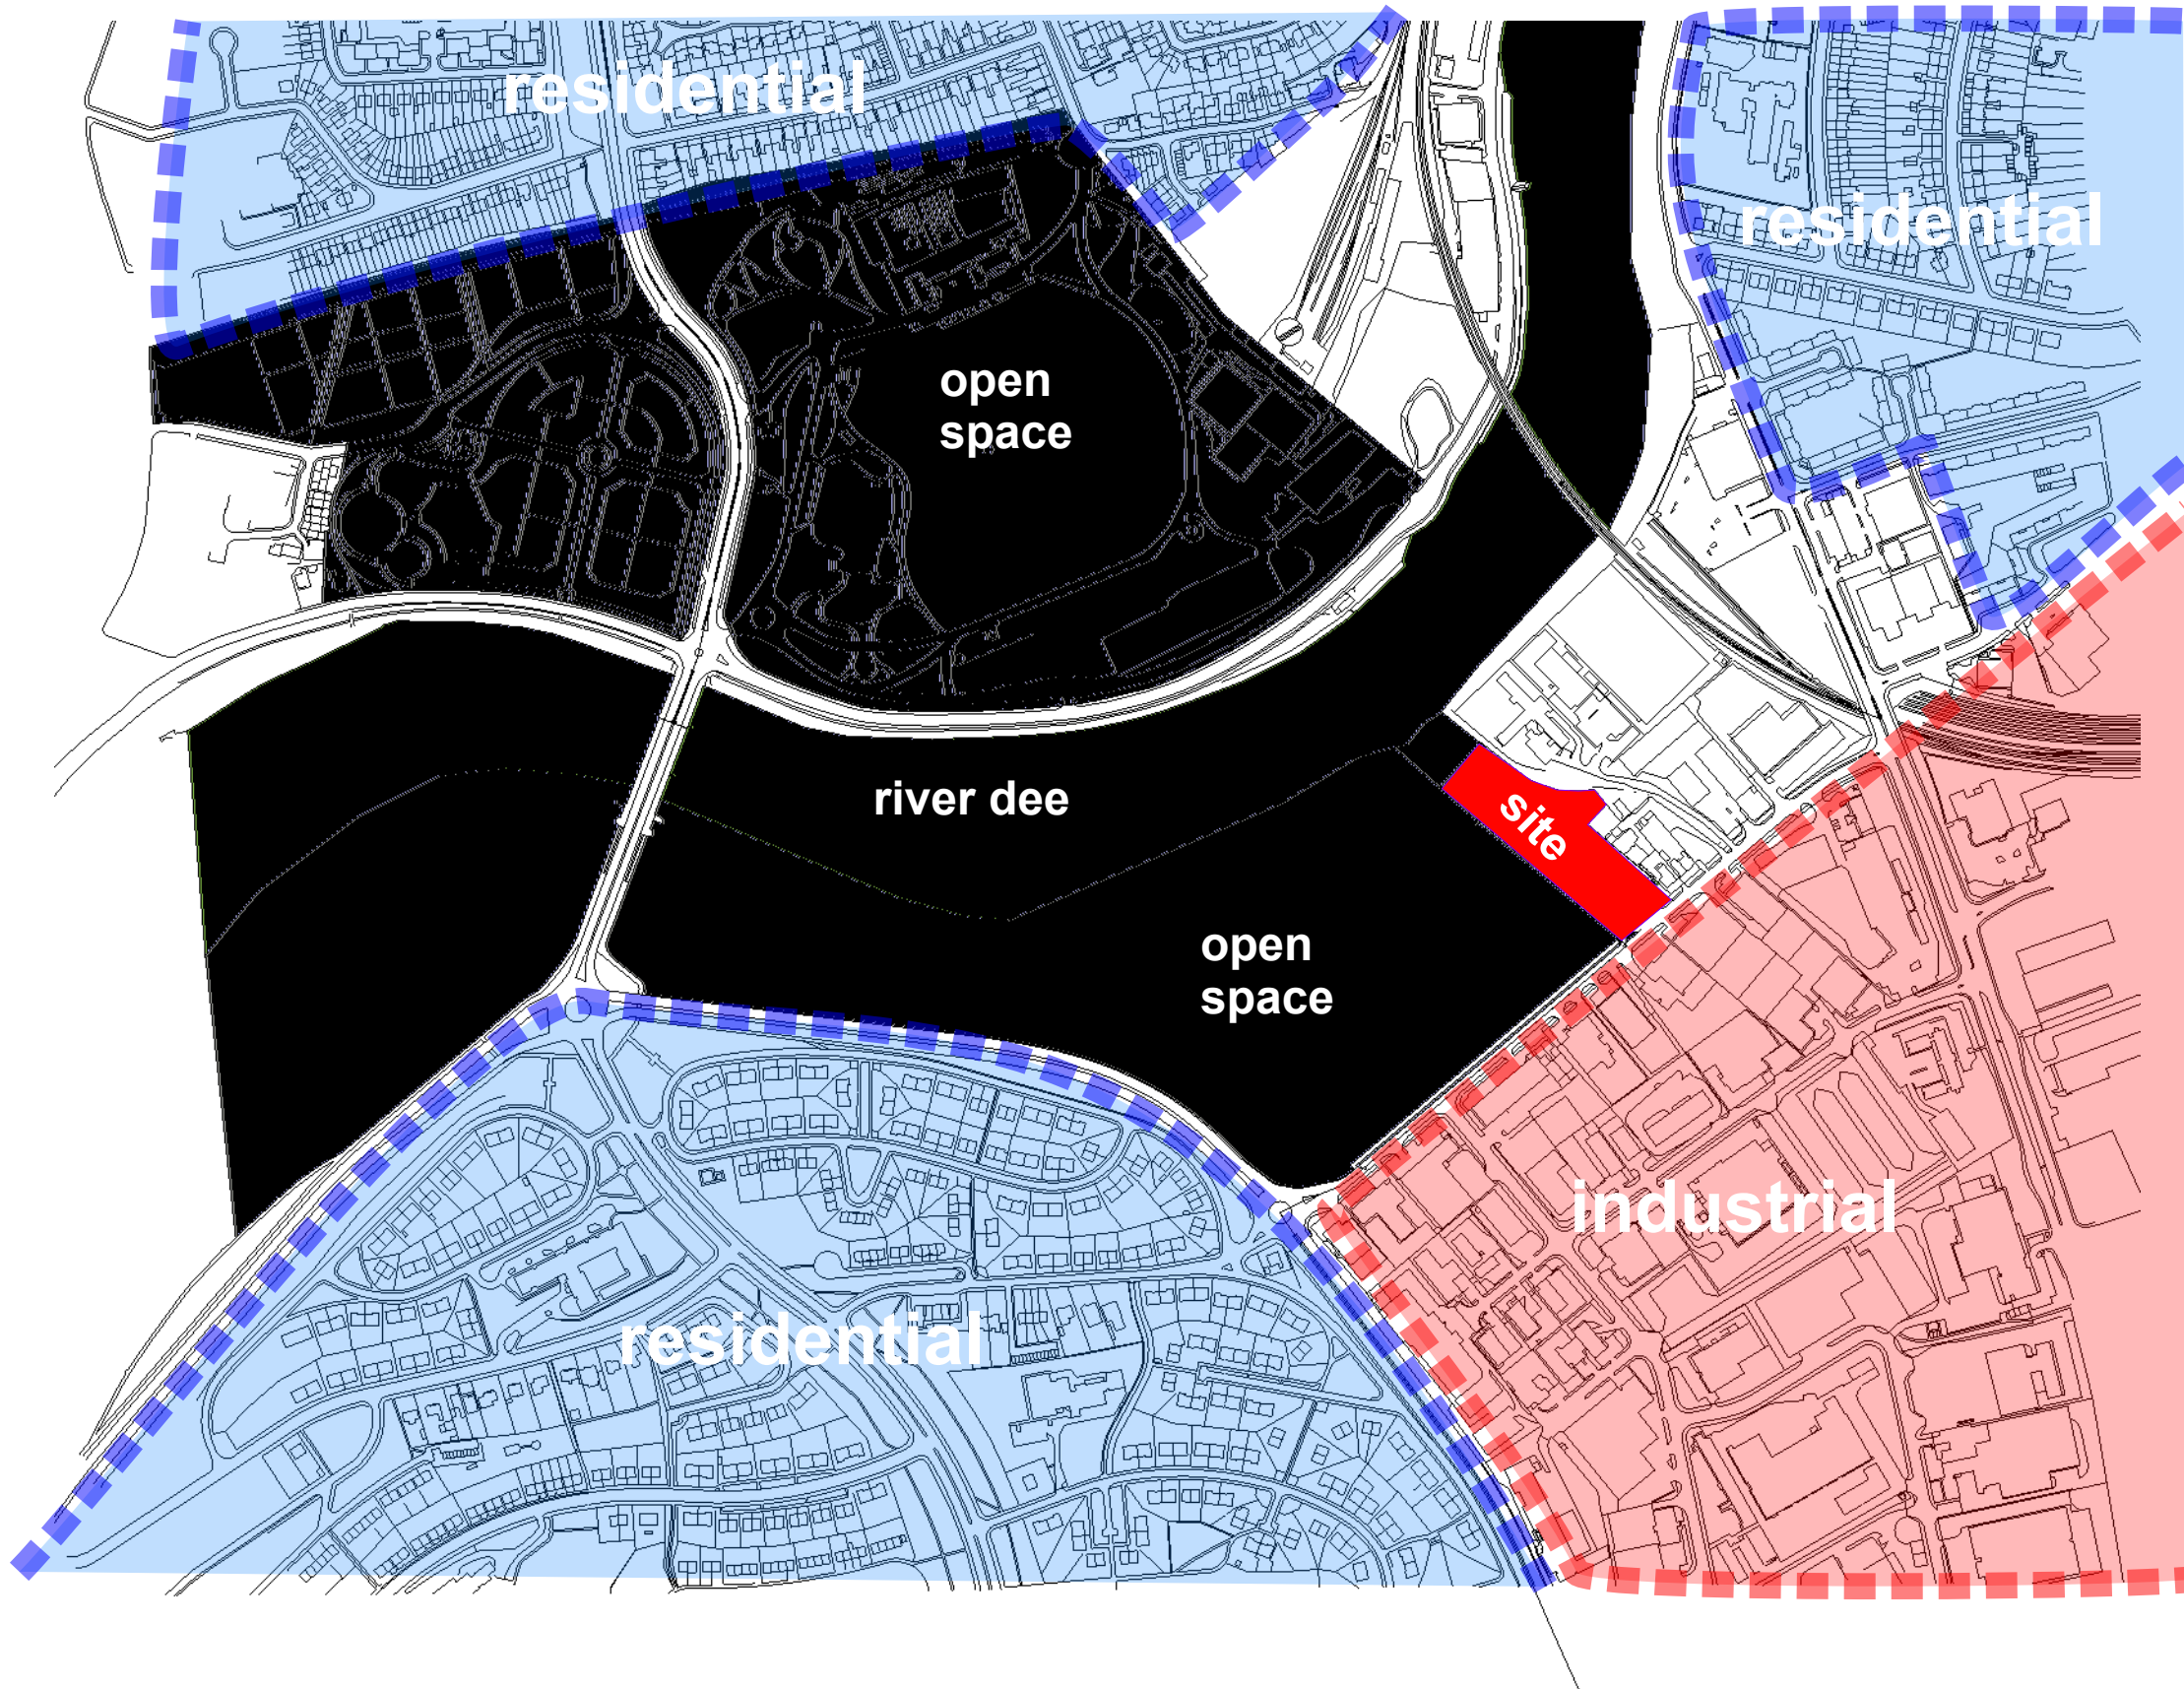 residential
residential
open
space
river dee
site
open
space
industrial
residential